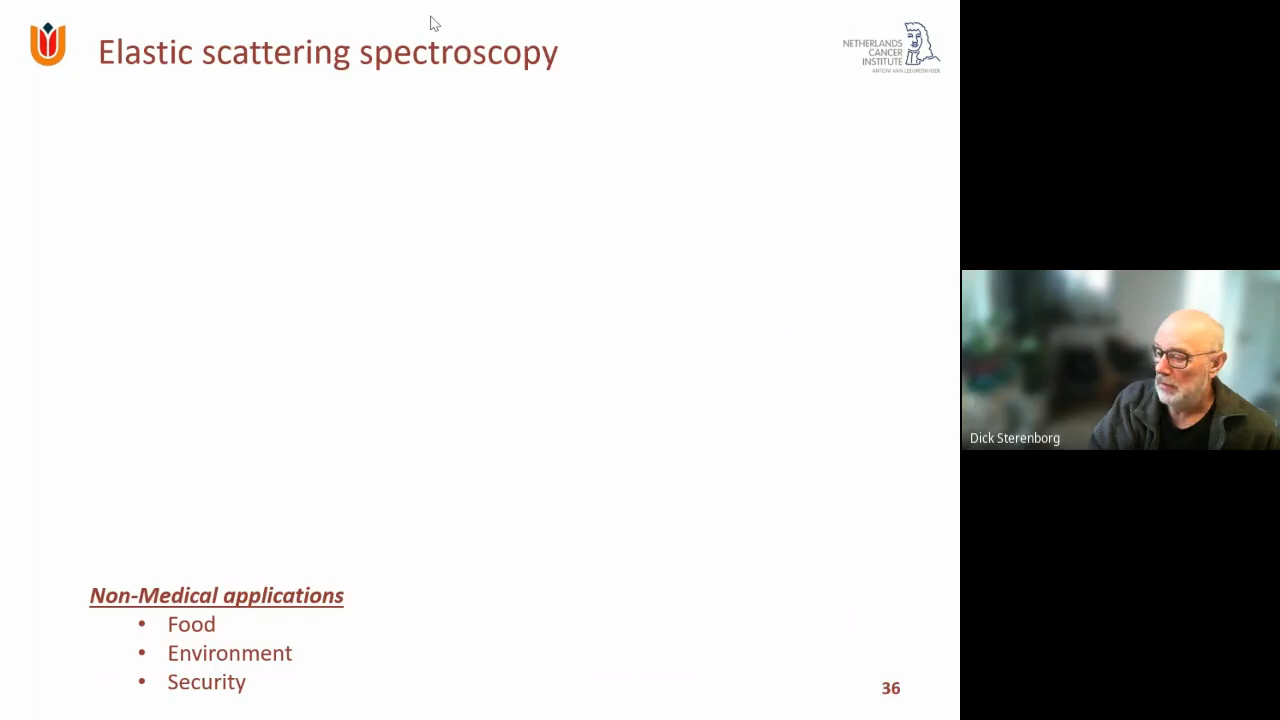 Elastic scattering spectroscopy
NETHERLANDS
CANCER
INSTITUTE
ANTONI VAN LEEUWENHOEK
Dick Sterenborg
Non-Medical applications
• Food
• Environment
• Security
36